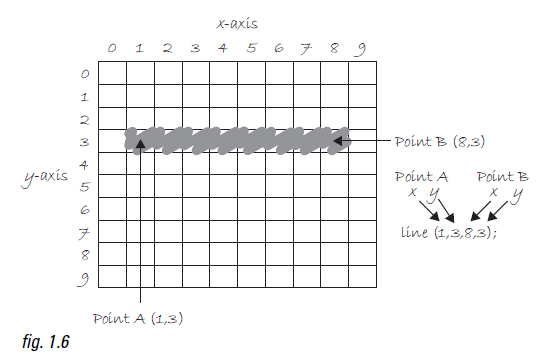 x-axis
0 1 2 3 4 5 6 7 8 9
0
1
2
3
4
5
6
7
8
9
y-axis
Point B (8,3)
Point A Point B
x y x y
line (1,3,8,3);
Point A (1,3)
fig. 1.6